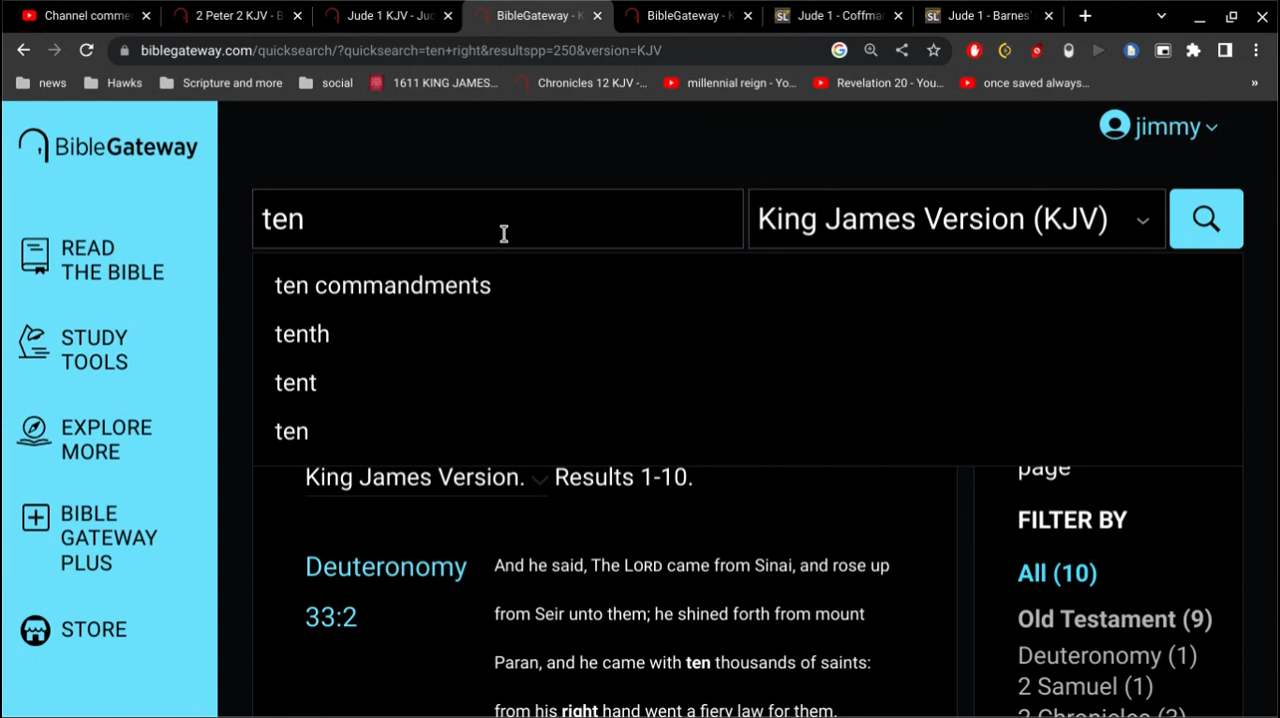 Channel comme
2 Peter 2 KJV - B
Jude 1 KJV - Jud
BibleGateway - K
BibleGateway - K
Jude 1 - Coffma
Jude 1 - Barnes'
biblegateway.com/quicksearch/?quicksearch=ten+right&resultspp=250&version=KJV
news
Hawks
Scripture and more
social
1611 KING JAMES...
Chronicles 12 KJV -...
millennial reign - Yo...
Revelation 20 - You...
once saved always...
»
BibleGateway
jimmy
ten
King James Version (KJV)
READ
THE BIBLE
STUDY
TOOLS
EXPLORE
MORE
BIBLE
GATEWAY
PLUS
STORE
ten commandments
tenth
tent
ten
King James Version. Results 1-10.
Deuteronomy
33:2
And he said, The LORD came from Sinai, and rose up
from Seir unto them; he shined forth from mount
Paran, and he came with ten thousands of saints:
from his right hand went a fiery law for them.
page
FILTER BY
All (10)
Old Testament (9)
Deuteronomy (1)
2 Samuel (1)